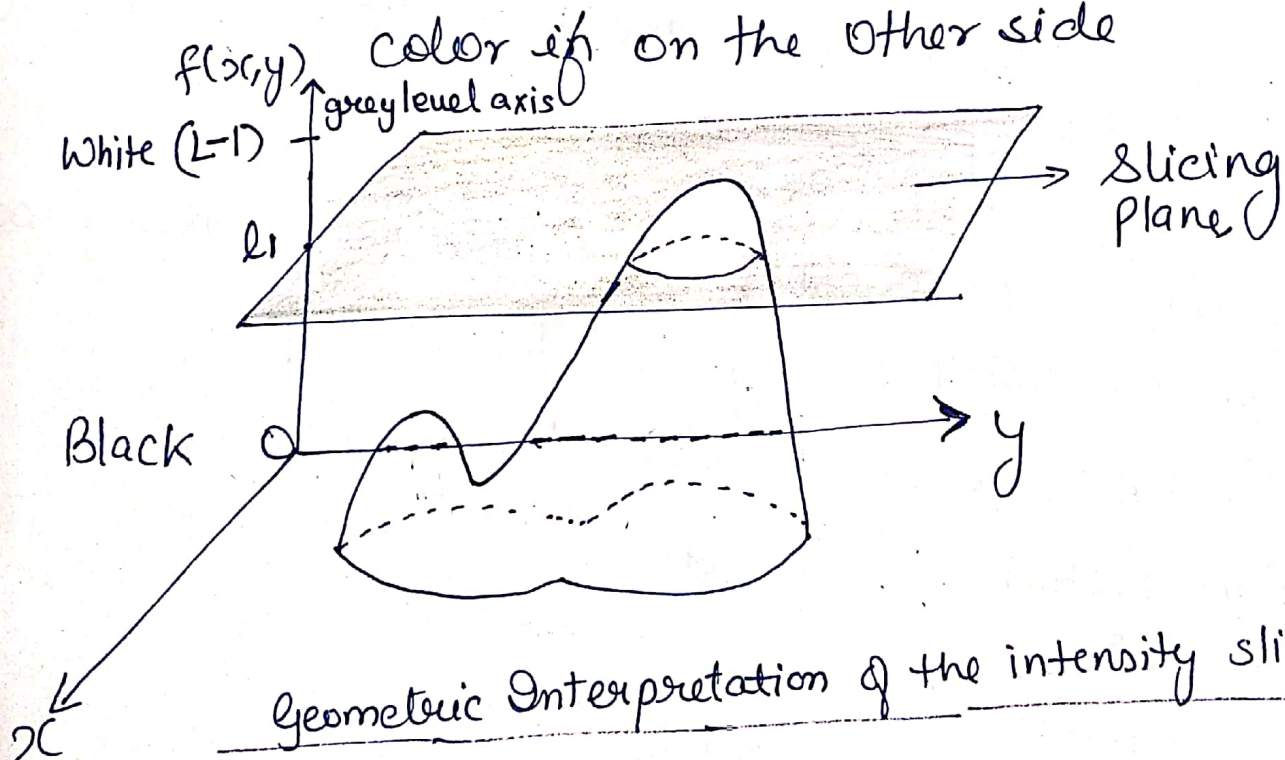 color if on the other side
f(x,y)
grey level axis
White (L-1)
Slicing
Plane
l1
Black O
y
x
Geometric Interpretation of the intensity sli